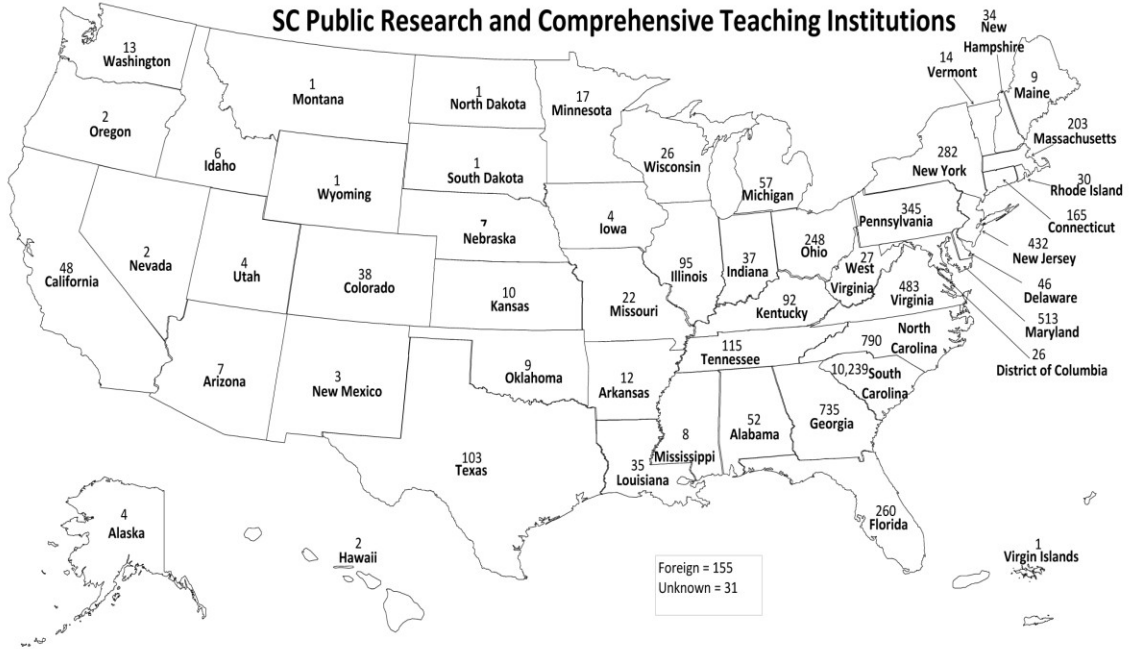 SC Public Research and Comprehensive Teaching Institutions
34
New
Hampshire
13
Washington
14
Vermont
9
Maine
1
Montana
1
North Dakota
17
Minnesota
2
Oregon
203
Massachusetts
6
Idaho
26
Wisconsin
282
New York
1
South Dakota
1
Wyoming
57
Michigan
30
Rhode Island
345
Pennsylvania
165
Connecticut
7
Nebraska
4
Iowa
432
New Jersey
2
Nevada
4
Utah
48
California
38
Colorado
95
Illinois
37
Indiana
248
Ohio
27
West
Virginia
46
Delaware
10
Kansas
22
Missouri
92
Kentucky
483
Virginia
513
Maryland
790
North
Carolina
115
Tennessee
26
District of Columbia
7
Arizona
3
New Mexico
9
Oklahoma
12
Arkansas
10,239 South
Carolina
735
Georgia
52
Alabama
8
Mississippi
103
Texas
35
Louisiana
260
Florida
4
Alaska
2
Hawaii
1
Virgin Islands
Foreign = 155
Unknown = 31